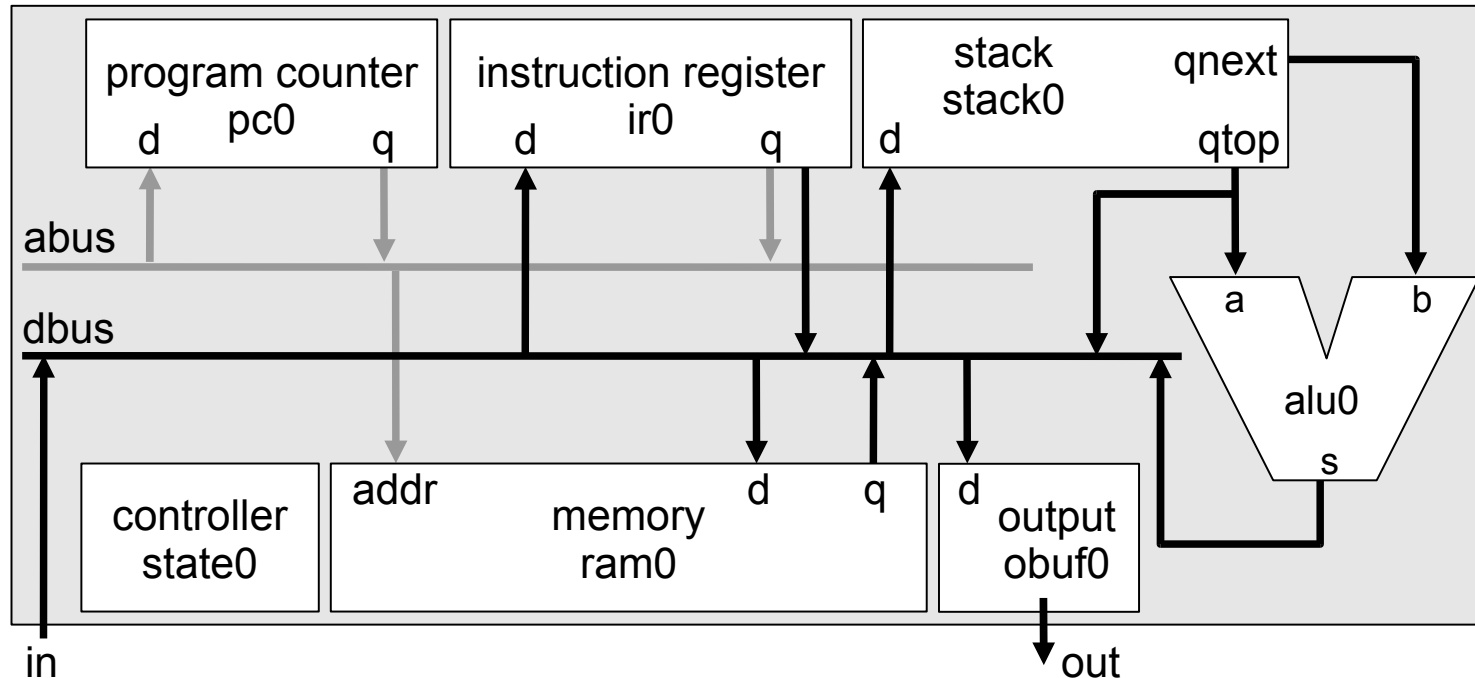 program counter
pc0
d
q
instruction register
ir0
d
q
stack
stack0
qnext
d
qtop
abus
dbus
a
b
alu0
s
controller
state0
addr
d
q
memory
ram0
d
output
obuf0
in
out